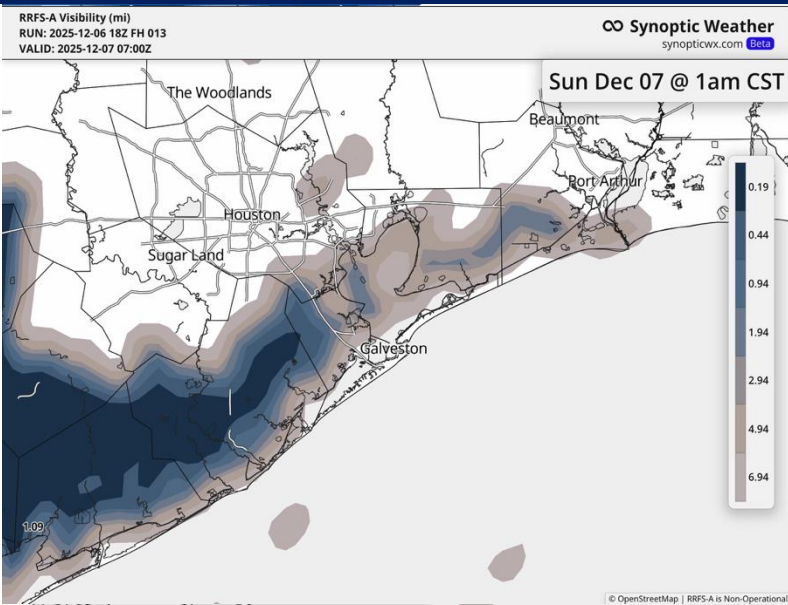 RRFS-A Visibility (mi)
RUN: 2025-12-06 18Z FH 013
VALID: 2025-12-07 07:00Z
Synoptic Weather
synopticwx.com Beta
Sun Dec 07 @ 1am CST
The Woodlands
Beaumont
Port Arthur
Houston
Sugar Land
Galveston
0.19
0.44
0.94
1.94
2.94
4.94
6.94
1.09
© OpenStreetMap | RRFS-A is Non-Operational